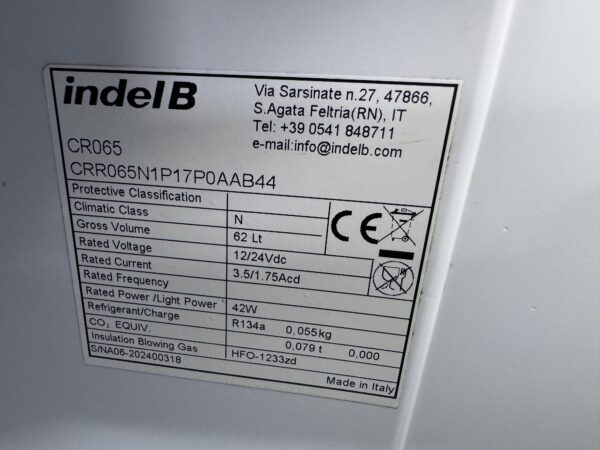 indel B
Via Sarsinate n.27, 47866,
S.Agata Feltria(RN), IT
Tel: +39 0541 848711
e-mail:info@indelb.com
CR065
CRR065N1P17P0AAB44
Protective Classification
Climatic Class N
Gross Volume 62 Lt
Rated Voltage 12/24Vdc
Rated Current 3.5/1.75Acd
Rated Frequency
Rated Power /Light Power 42W
Refrigerant/Charge R134a 0,055kg
CO₂ EQUIV. 0,079 t 0,000
Insulation Blowing Gas HFO-1233zd
S/NA06-202400318
CE
Made in Italy